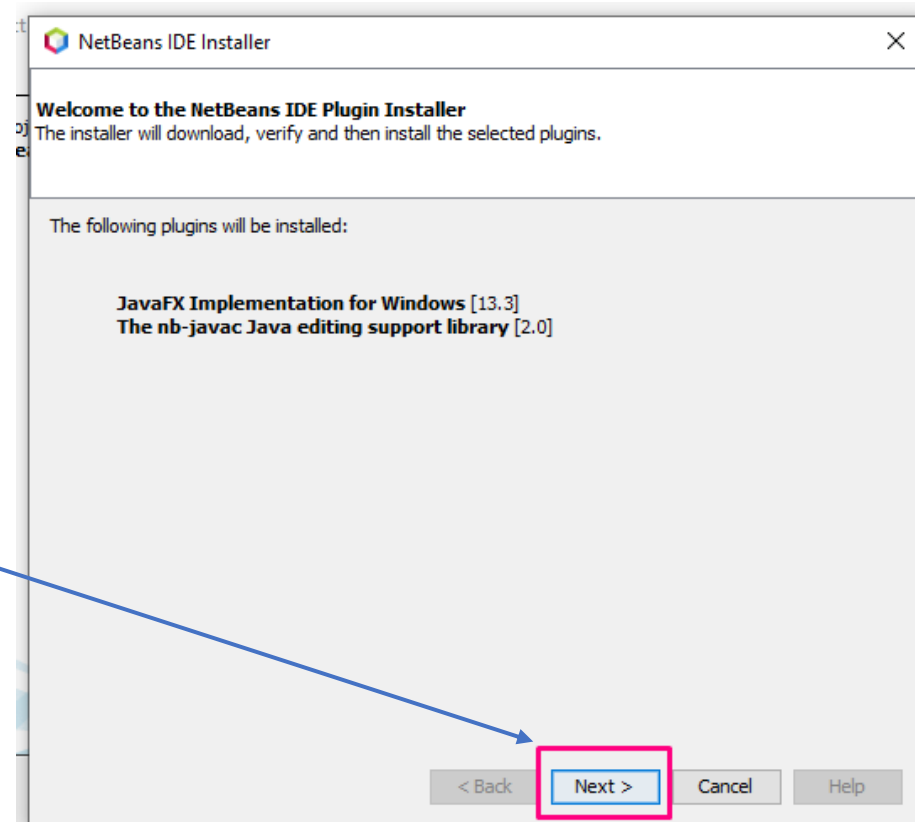 NetBeans IDE Installer
Welcome to the NetBeans IDE Plugin Installer
The installer will download, verify and then install the selected plugins.
The following plugins will be installed:
JavaFX Implementation for Windows [13.3]
The nb-javac Java editing support library [2.0]
< Back Next > Cancel Help